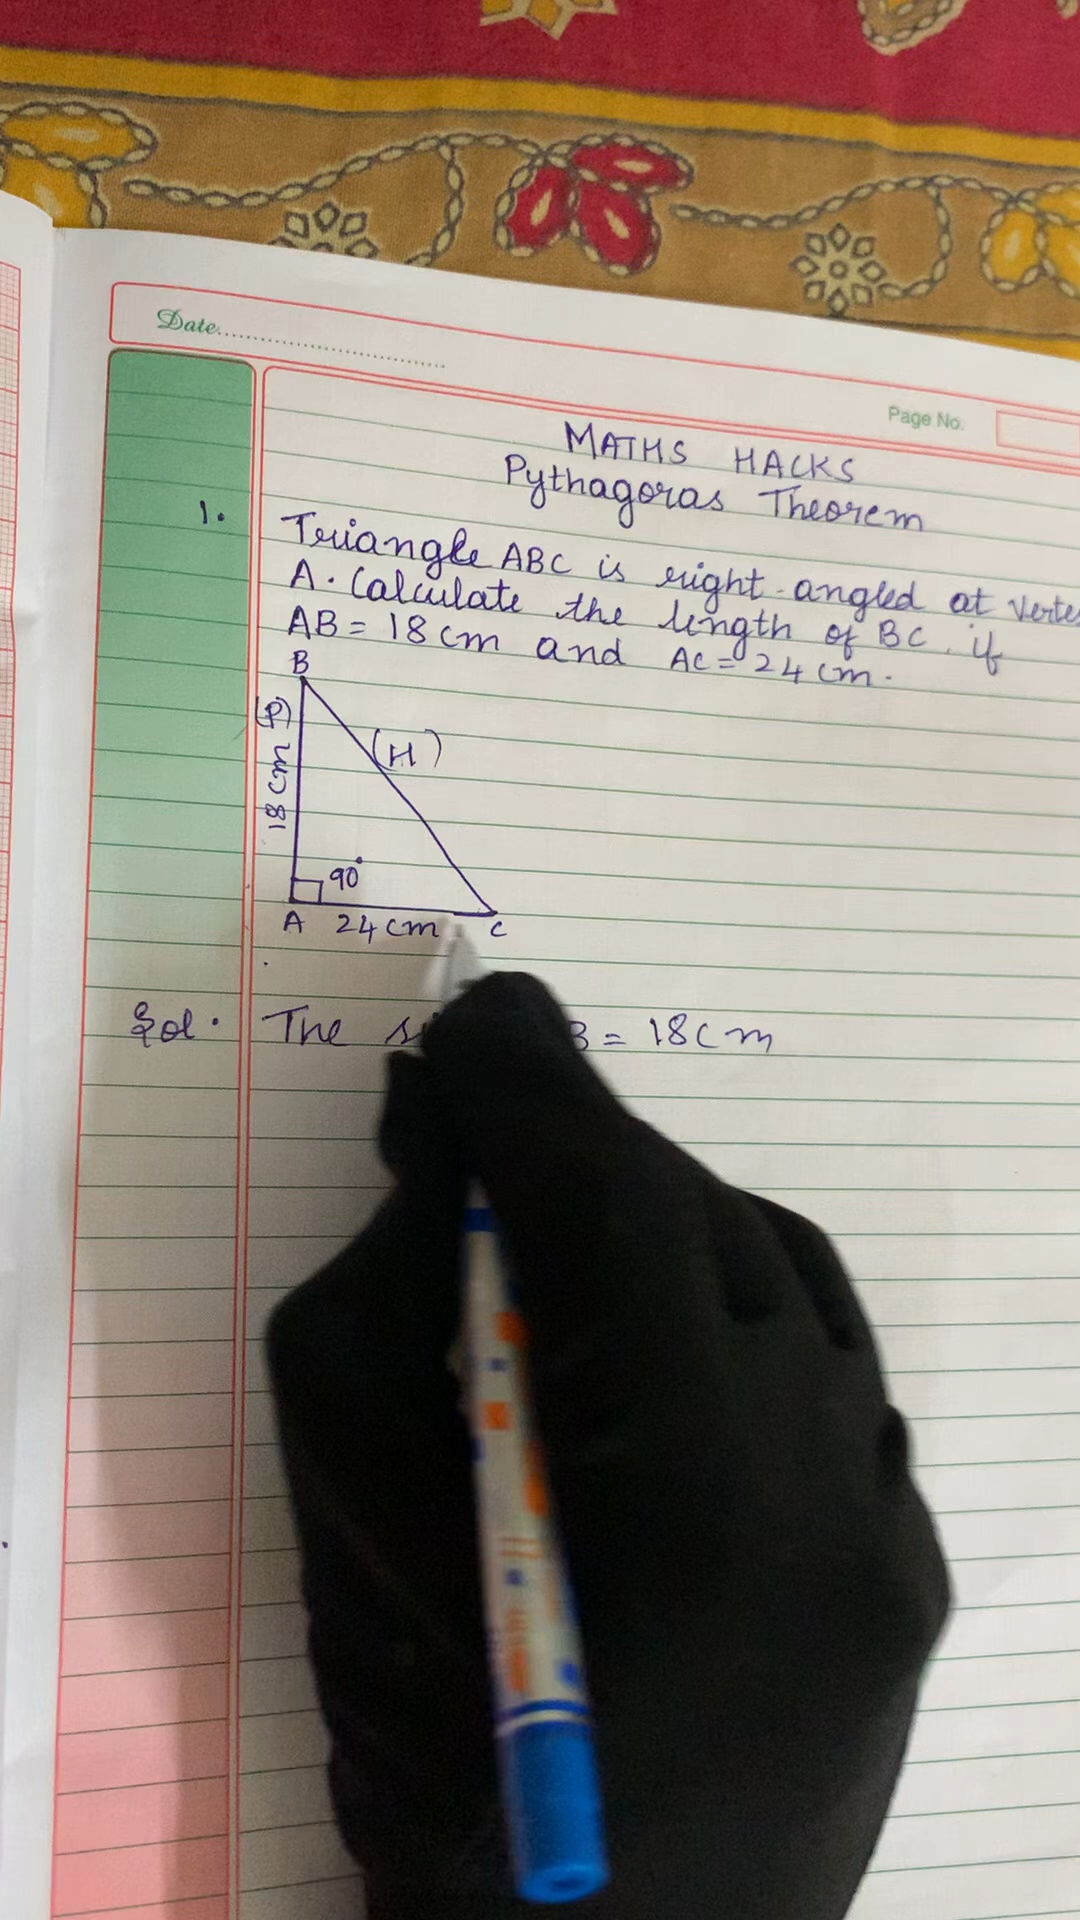 Date
Page No.
MATHS HACKS
Pythagoras Theorem
1. Triangle ABC is right-angled at
A. Calculate the length of BC, if
AB = 18 cm and AC = 24 cm.
B
(P)
(H)
18 cm
90°
A 24 cm C
Sol. The = 18 cm